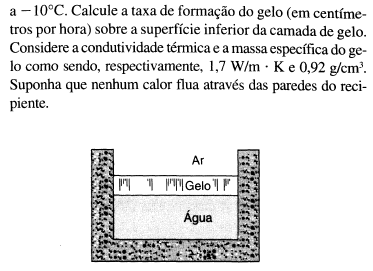 a −10°C. Calcule a taxa de formação do gelo (em centíme-
tros por hora) sobre a superfície inferior da camada de gelo.
Considere a condutividade térmica e a massa específica do ge-
lo como sendo, respectivamente, 1,7 W/m · K e 0,92 g/cm³.
Suponha que nenhum calor flua através das paredes do reci-
piente.
Ar
Gelo
Água